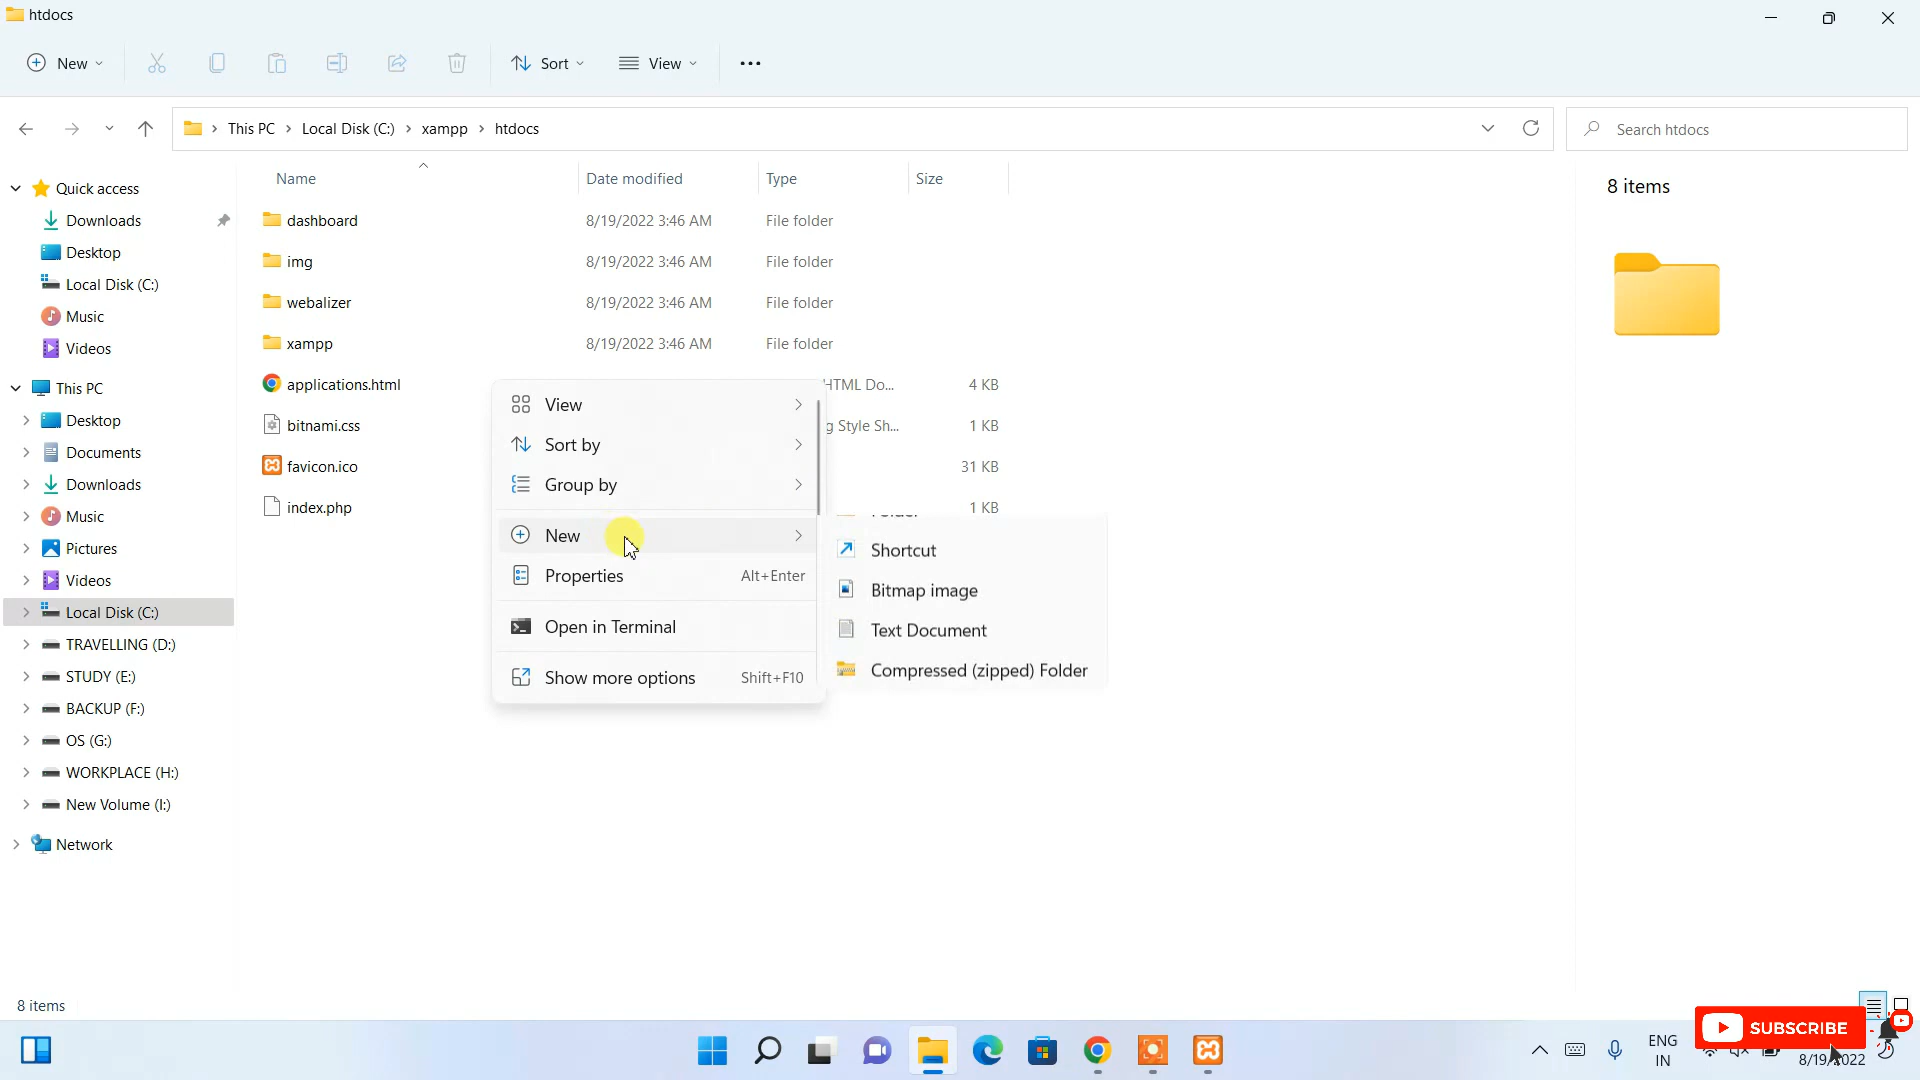 htdocs
New
Sort
View
This PC
Local Disk (C:)
xampp
htdocs
Search htdocs
Name
Date modified
Type
Size
Quick access
Downloads
Desktop
Local Disk (C:)
Music
Videos
This PC
Desktop
Documents
Downloads
Music
Pictures
Videos
Local Disk (C:)
TRAVELLING (D:)
STUDY (E:)
BACKUP (F:)
OS (G:)
WORKPLACE (H:)
New Volume (I:)
Network
dashboard 8/19/2022 3:46 AM File folder
img 8/19/2022 3:46 AM File folder
webalizer 8/19/2022 3:46 AM File folder
xampp 8/19/2022 3:46 AM File folder
applications.html HTML Do... 4 KB
bitnami.css g Style Sh... 1 KB
favicon.ico 31 KB
index.php 1 KB
View
Sort by
Group by
New
Properties Alt+Enter
Open in Terminal
Show more options Shift+F10
Folder
Shortcut
Bitmap image
Text Document
Compressed (zipped) Folder
8 items
8 items
ENG
IN
SUBSCRIBE
8/19/2022